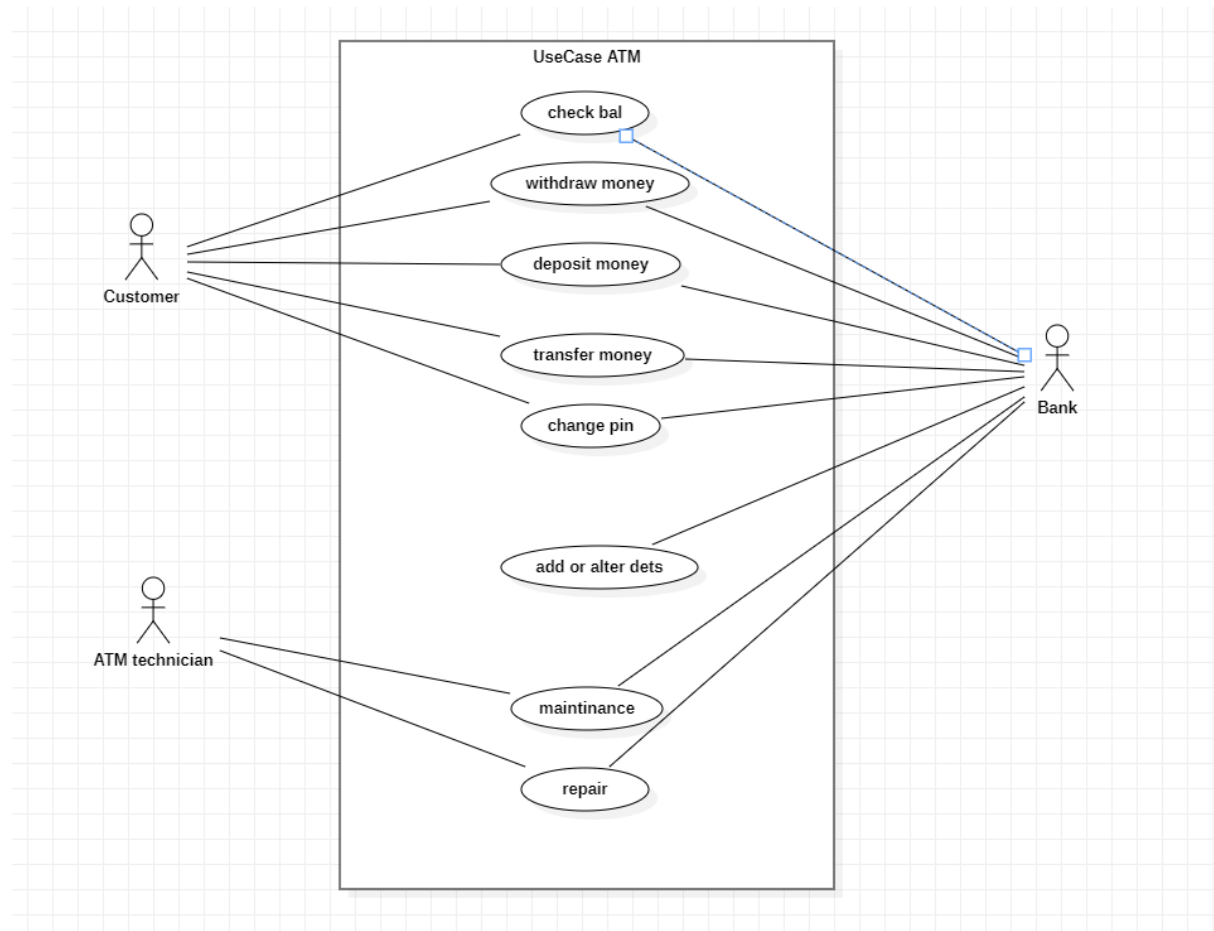 UseCase ATM
check bal
withdraw money
deposit money
Customer
transfer money
change pin
Bank
add or alter dets
ATM technician
maintinance
repair